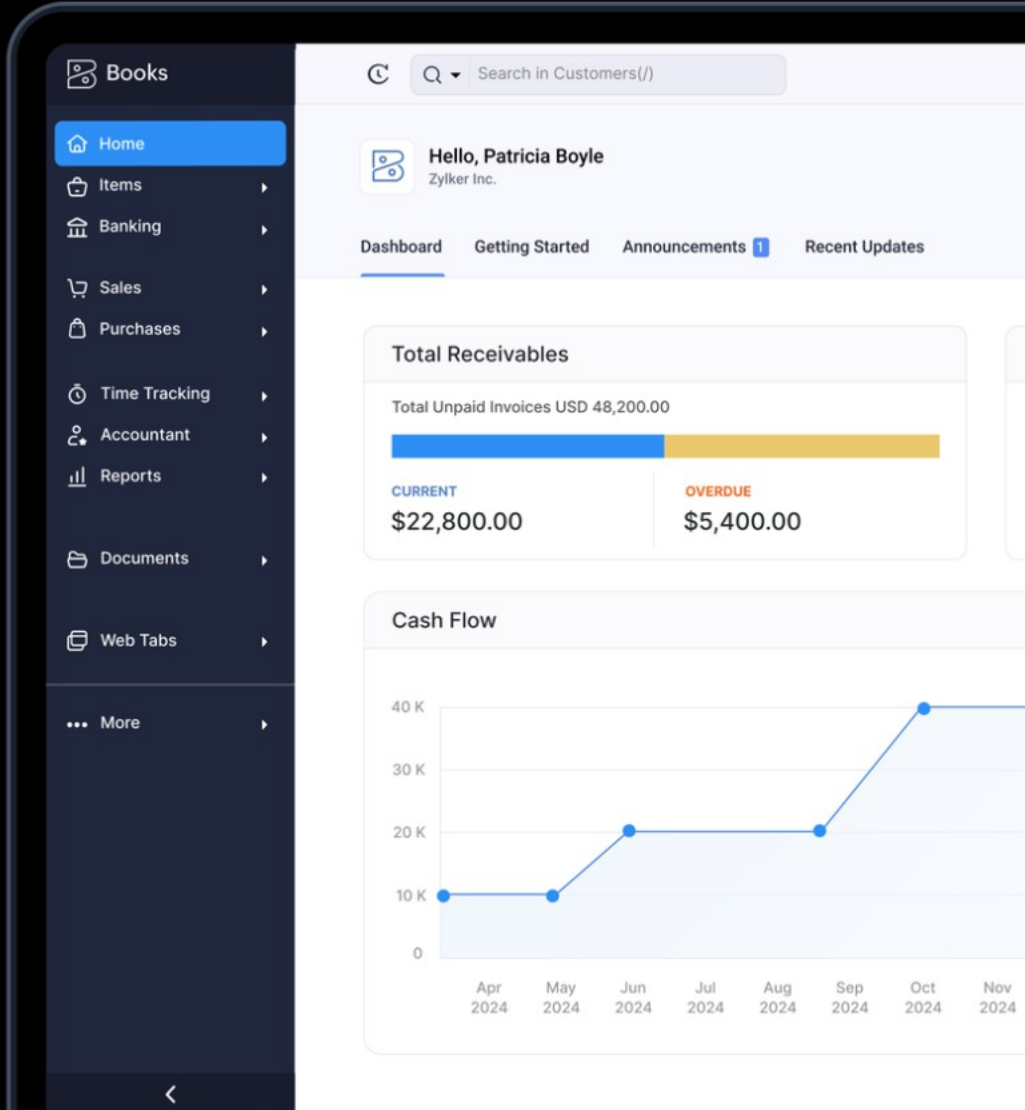 Books
Search in Customers(/)
Home
Items
Banking
Sales
Purchases
Time Tracking
Accountant
Reports
Documents
Web Tabs
More
Hello, Patricia Boyle
Zylker Inc.
Dashboard Getting Started Announcements 1 Recent Updates
Total Receivables
Total Unpaid Invoices USD 48,200.00
CURRENT OVERDUE
$22,800.00 $5,400.00
Cash Flow
40 K
30 K
20 K
10 K
0
Apr May Jun Jul Aug Sep Oct Nov
2024 2024 2024 2024 2024 2024 2024 2024